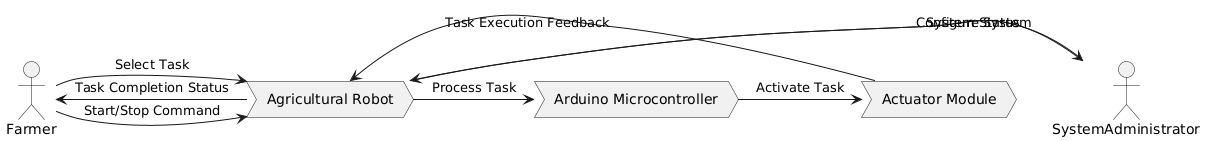 Task Execution Feedback
Configure System
System Status
Select Task
Task Completion Status
Start/Stop Command
Process Task
Activate Task
Agricultural Robot
Arduino Microcontroller
Actuator Module
Farmer
SystemAdministrator